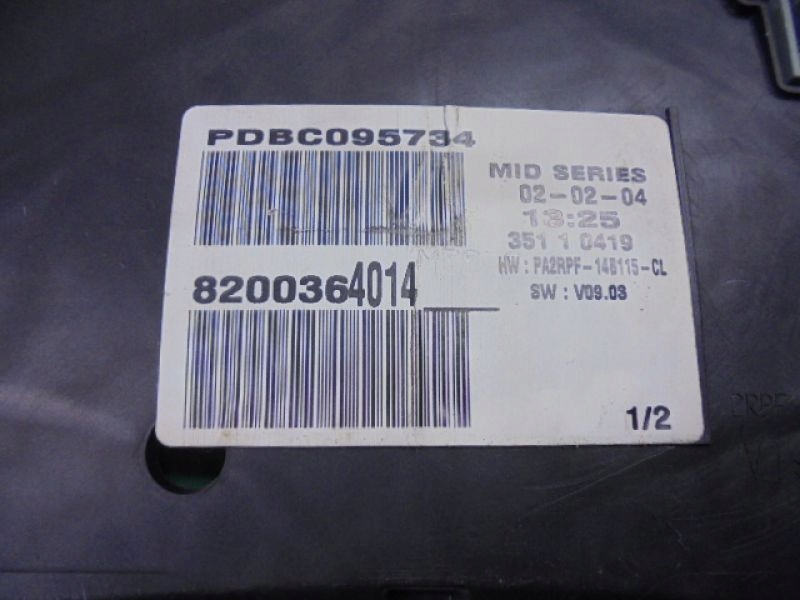 PDBC095734
MID SERIES
02-02-04
13:25
351 1 0419
HW : PA2RPF-14B115-CL
SW : V09.03
8200364014
1/2